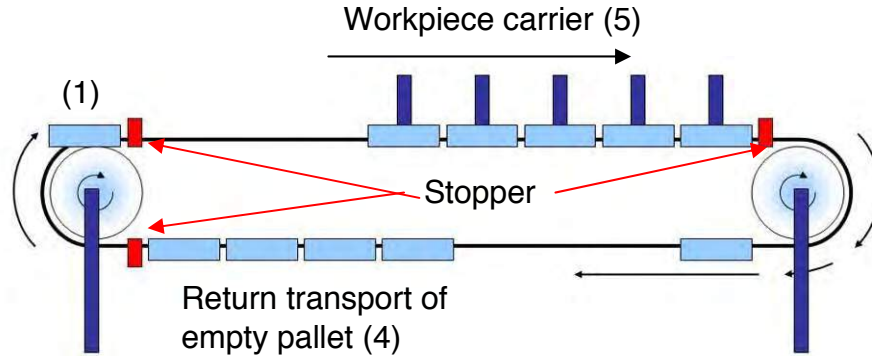 Workpiece carrier (5)
(1)
Stopper
Return transport of
empty pallet (4)